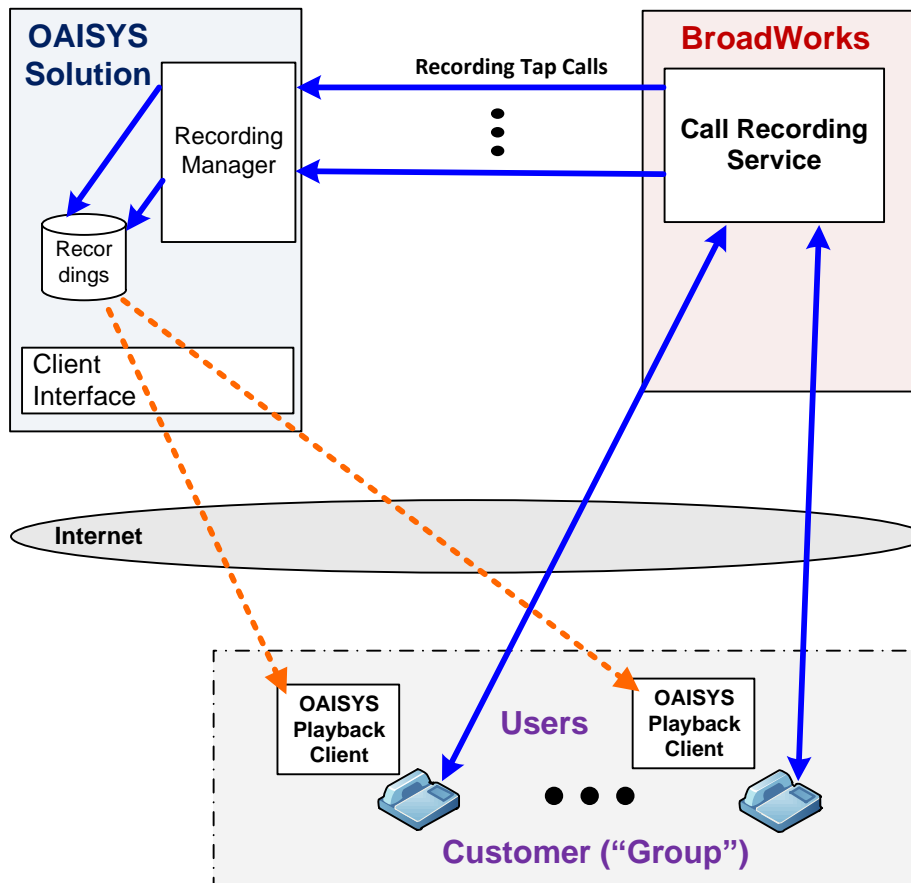 OAISYS
Solution
Recording
Manager
Recor
dings
Client
Interface
Recording Tap Calls
BroadWorks
Call Recording
Service
Internet
OAISYS
Playback
Client
Users
OAISYS
Playback
Client
Customer (“Group”)